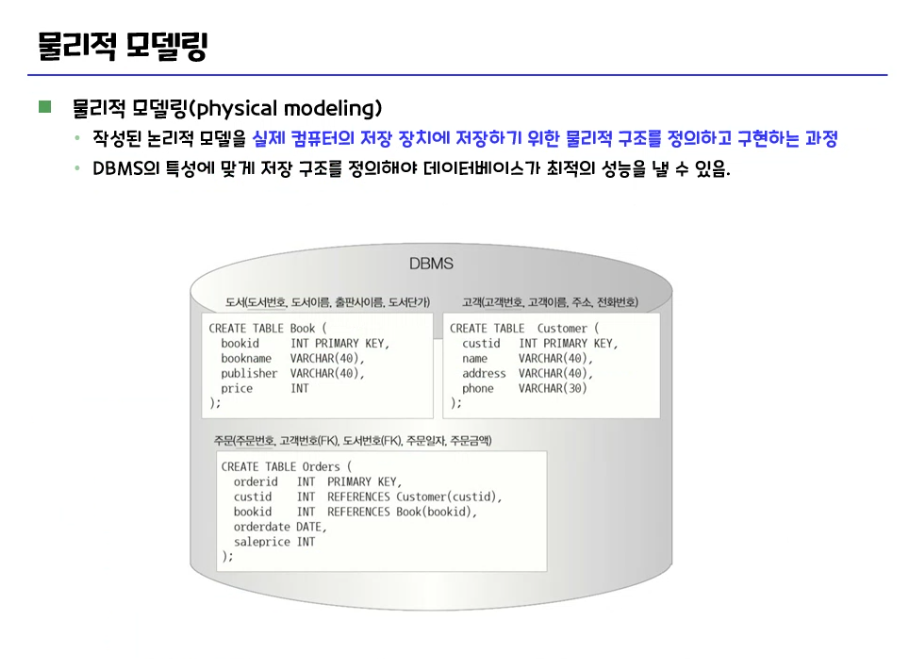 물리적 모델링
물리적 모델링(physical modeling)
작성된 논리적 모델을 실제 컴퓨터의 저장 장치에 저장하기 위한 물리적 구조를 정의하고 구현하는 과정
DBMS의 특성에 맞게 저장 구조를 정의해야 데이터베이스가 최적의 성능을 낼 수 있음.
DBMS
도서(도서번호, 도서이름, 출판사이름, 도서단가)
CREATE TABLE Book (
bookid INT PRIMARY KEY,
bookname VARCHAR(40),
publisher VARCHAR(40),
price INT
);
고객(고객번호, 고객이름, 주소, 전화번호)
CREATE TABLE Customer (
custid INT PRIMARY KEY,
name VARCHAR(40),
address VARCHAR(40),
phone VARCHAR(30)
);
주문(주문번호, 고객번호(FK), 도서번호(FK), 주문일자, 주문금액)
CREATE TABLE Orders (
orderid INT PRIMARY KEY,
custid INT REFERENCES Customer(custid),
bookid INT REFERENCES Book(bookid),
orderdate DATE,
saleprice INT
);